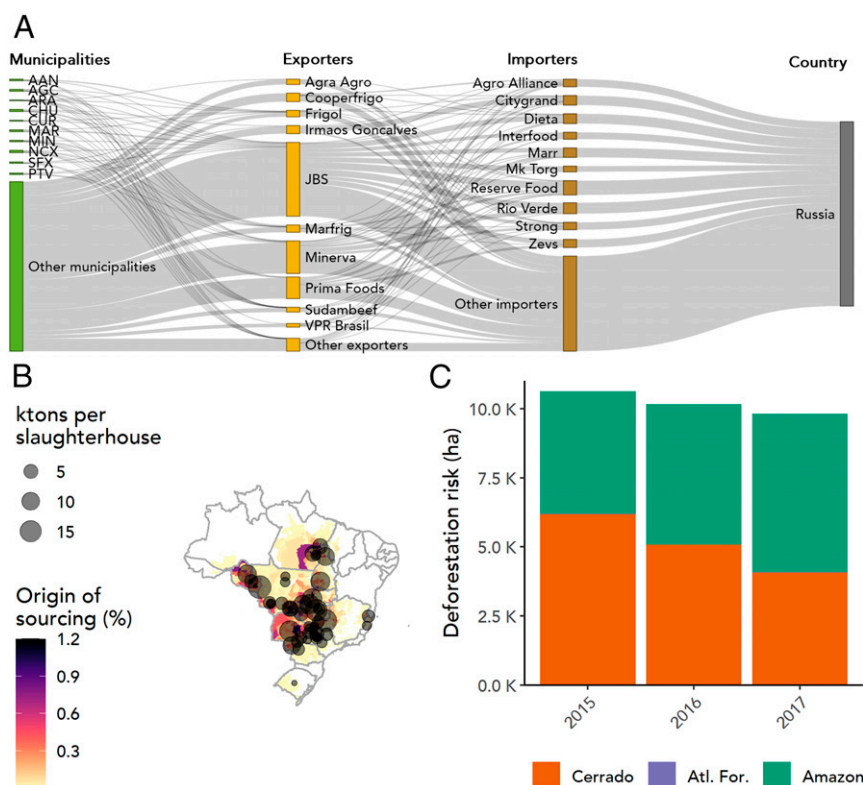 A
Municipalities
Exporters
Importers
Country
AAN
AGC
ARA
CHU
CUR
MAR
MIN
NCX
SFX
PTV
Other municipalities
Agra Agro
Cooperfrigo
Frigol
Irmaos Goncalves
JBS
Marfrig
Minerva
Prima Foods
Sudambeef
VPR Brasil
Other exporters
Agro Alliance
Citygrand
Dieta
Interfood
Marr
Mk Torg
Reserve Food
Rio Verde
Strong
Zevs
Other importers
Russia
B
ktons per
slaughterhouse
5
10
15
Origin of
sourcing (%)
1.2
0.9
0.6
0.3
C
Deforestation risk (ha)
10.0 K
7.5 K
5.0 K
2.5 K
0.0 K
2015
2016
2017
Cerrado
Atl. For.
Amazon